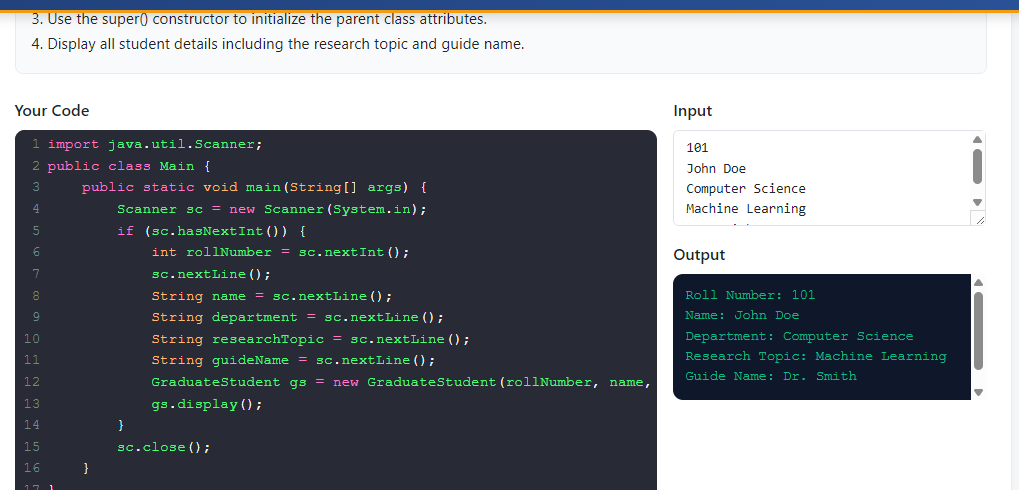 3. Use the super() constructor to initialize the parent class attributes.
4. Display all student details including the research topic and guide name.
Your Code
1 import java.util.Scanner;
2 public class Main {
3     public static void main(String[] args) {
4         Scanner sc = new Scanner(System.in);
5         if (sc.hasNextInt()) {
6             int rollNumber = sc.nextInt();
7             sc.nextLine();
8             String name = sc.nextLine();
9             String department = sc.nextLine();
10             String researchTopic = sc.nextLine();
11             String guideName = sc.nextLine();
12             GraduateStudent gs = new GraduateStudent(rollNumber, name,
13             gs.display();
14         }
15         sc.close();
16     }
17 }
Input
101
John Doe
Computer Science
Machine Learning
Output
Roll Number: 101
Name: John Doe
Department: Computer Science
Research Topic: Machine Learning
Guide Name: Dr. Smith